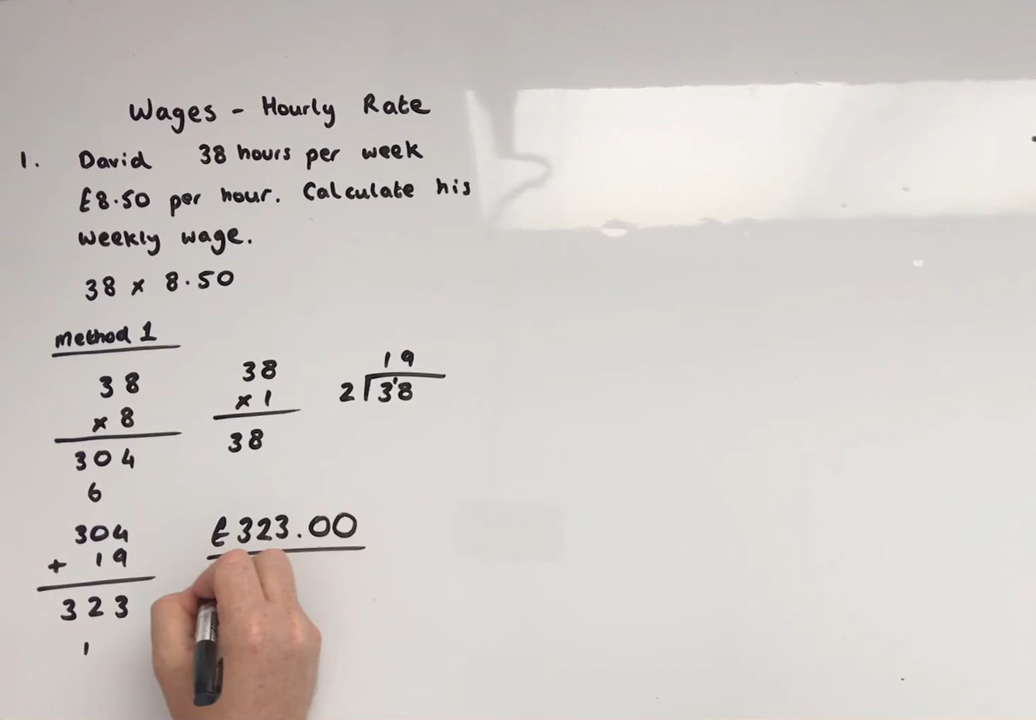 Wages - Hourly Rate
1. David 38 hours per week
£8.50 per hour. Calculate his
weekly wage.
38 x 8.50
Method 1
38
x 8
304
6
38
x 1
38
19
2 3¹8
304
+ 19
323
1
£323.00